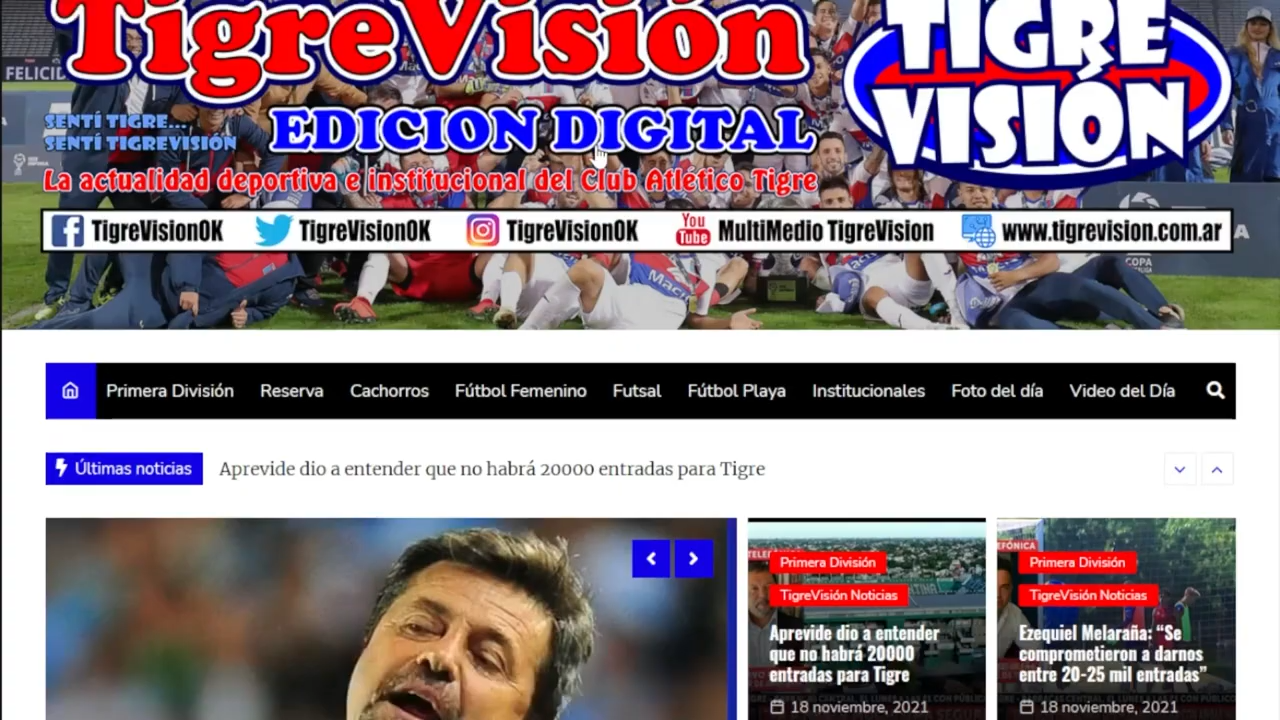 TigreVisión
TIGRE
VISIÓN
FELICID
SENTÍ TIGRE...
SENTÍ TIGREVISIÓN
EDICION DIGITAL
La actualidad deportiva e institucional del Club Atlético Tigre
TigreVisionOK
TigreVisionOK
TigreVisionOK
You
Tube
MultiMedio TigreVision
www.tigrevision.com.ar
COPA
Primera División
Reserva
Cachorros
Fútbol Femenino
Futsal
Fútbol Playa
Institucionales
Foto del día
Video del Día
Últimas noticias
Aprevide dio a entender que no habrá 20000 entradas para Tigre
Primera División
TigreVisión Noticias
Aprevide dio a entender
que no habrá 20000
entradas para Tigre
18 noviembre, 2021
EFÓNICA
Primera División
TigreVisión Noticias
Ezequiel Melaraña: “Se
comprometieron a darnos
entre 20-25 mil entradas”
18 noviembre, 2021